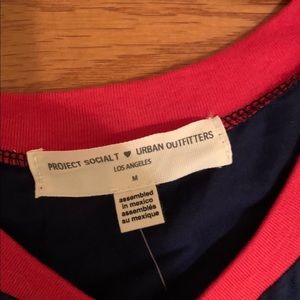 PROJECT SOCIAL T ♥ URBAN OUTFITTERS
LOS ANGELES
M
assembled
in mexico
assemblés
au mexique